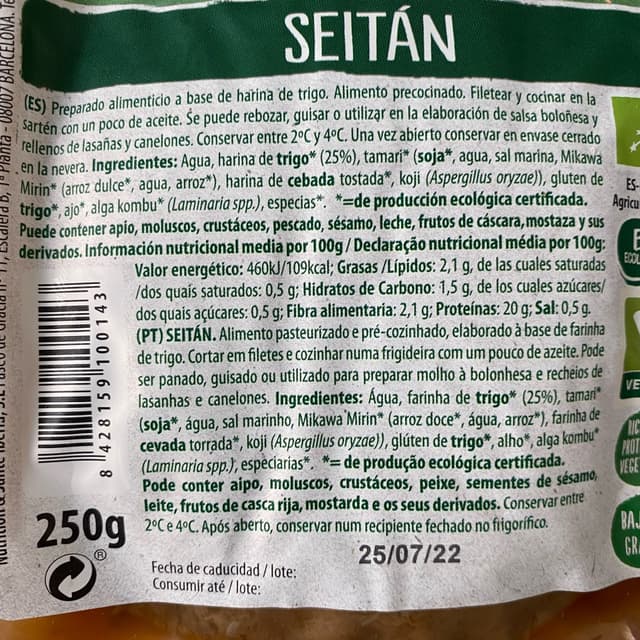 SEITÁN
(ES) Preparado alimenticio a base de harina de trigo. Alimento precocinado. Filetear y cocinar en la
sartén con un poco de aceite. Se puede rebozar, guisar o utilizar en la elaboración de salsa boloñesa y
rellenos de lasañas y canelones. Conservar entre 2ºC y 4ºC. Una vez abierto conservar en envase cerrado
en la nevera. Ingredientes: Agua, harina de trigo* (25%), tamari* (soja*, agua, sal marina, Mikawa
Mirin* (arroz dulce*, agua, arroz*), harina de cebada tostada*, koji (Aspergillus oryzae)), gluten de
trigo*, ajo*, alga kombu* (Laminaria spp.), especias*. *=de producción ecológica certificada.
Puede contener apio, moluscos, crustáceos, pescado, sésamo, leche, frutos de cáscara, mostaza y sus
derivados. Información nutricional media por 100g / Declaração nutricional média por 100g:
Valor energético: 460kJ/109kcal; Grasas /Lípidos: 2,1 g, de las cuales saturadas
/dos quais saturados: 0,5 g; Hidratos de Carbono: 1,5 g, de los cuales azúcares/
dos quais açúcares: 0,5 g; Fibra alimentaria: 2,1 g; Proteínas: 20 g; Sal: 0,5 g.
(PT) SEITÁN. Alimento pasteurizado e pré-cozinhado, elaborado à base de farinha
de trigo. Cortar em filetes e cozinhar numa frigideira com um pouco de azeite. Pode
ser panado, guisado ou utilizado para preparar molho à bolonhesa e recheios de
lasanhas e canelones. Ingredientes: Água, farinha de trigo* (25%), tamari*
(soja*, água, sal marinho, Mikawa Mirin* (arroz doce*, água, arroz*), farinha de
cevada torrada*, koji (Aspergillus oryzae)), glúten de trigo*, alho*, alga kombu*
(Laminaria spp.), especiarias*. *= de produção ecológica certificada.
Pode conter aipo, moluscos, crustáceos, peixe, sementes de sésamo,
leite, frutos de casca rija, mostarda e os seus derivados. Conservar entre
2ºC e 4ºC. Após aberto, conservar num recipiente fechado no frigorífico.
25/07/22
Fecha de caducidad / lote:
Consumir até / lote:
8 428159 100143
250g
®
08007 BARCELONA.
ES-
Agricu
ECOL
VE
RIC
PROT
VEGE
BAJ
GRA